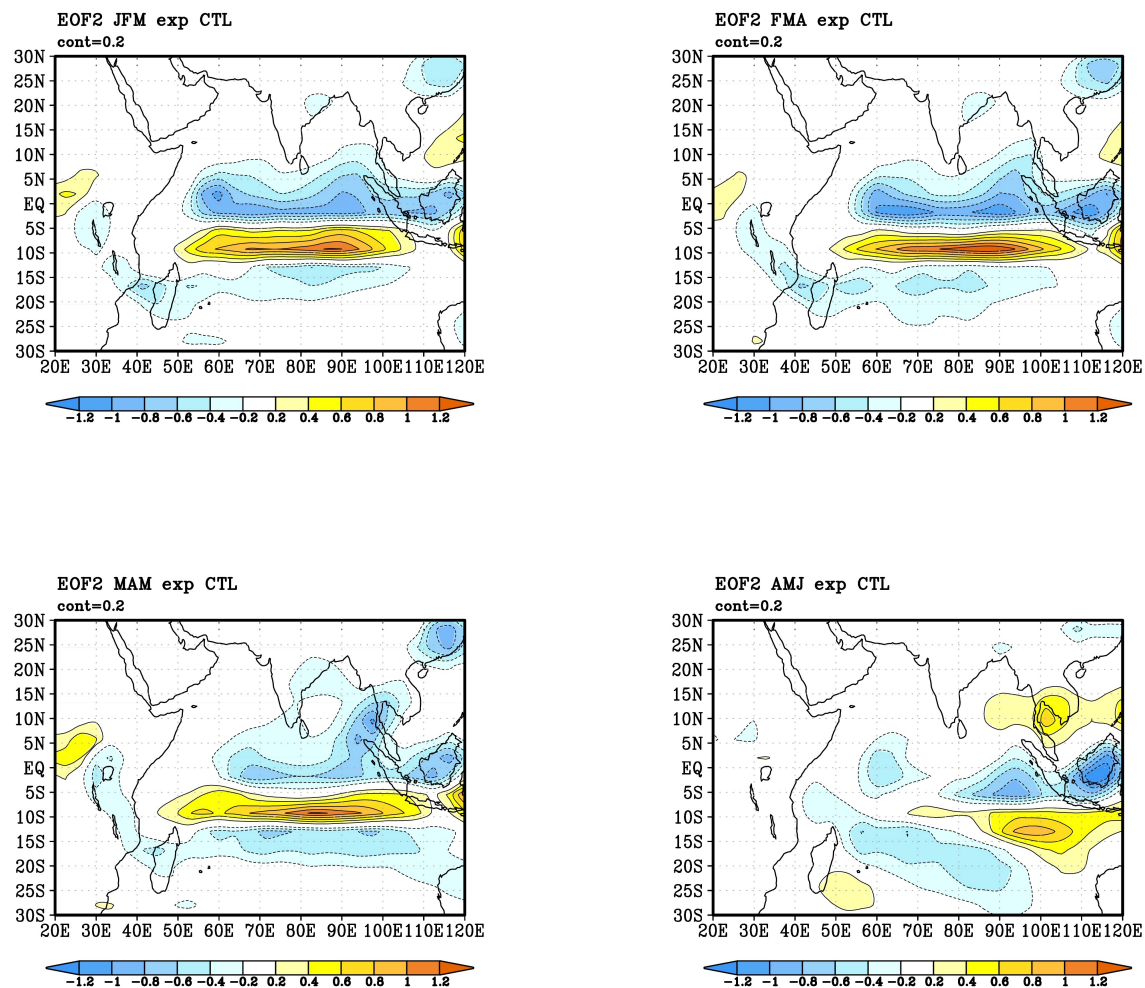 EOF2 JFM exp CTL
cont=0.2
30N
25N
20N
15N
10N
5N
EQ
5S
10S
15S
20S
25S
30S
20E 30E 40E 50E 60E 70E 80E 90E 100E 110E 120E
-1.2 -1 -0.8 -0.6 -0.4 -0.2 0.2 0.4 0.6 0.8 1 1.2
EOF2 FMA exp CTL
cont=0.2
30N
25N
20N
15N
10N
5N
EQ
5S
10S
15S
20S
25S
30S
20E 30E 40E 50E 60E 70E 80E 90E 100E 110E 120E
-1.2 -1 -0.8 -0.6 -0.4 -0.2 0.2 0.4 0.6 0.8 1 1.2
EOF2 MAM exp CTL
cont=0.2
30N
25N
20N
15N
10N
5N
EQ
5S
10S
15S
20S
25S
30S
20E 30E 40E 50E 60E 70E 80E 90E 100E 110E 120E
-1.2 -1 -0.8 -0.6 -0.4 -0.2 0.2 0.4 0.6 0.8 1 1.2
EOF2 AMJ exp CTL
cont=0.2
30N
25N
20N
15N
10N
5N
EQ
5S
10S
15S
20S
25S
30S
20E 30E 40E 50E 60E 70E 80E 90E 100E 110E 120E
-1.2 -1 -0.8 -0.6 -0.4 -0.2 0.2 0.4 0.6 0.8 1 1.2